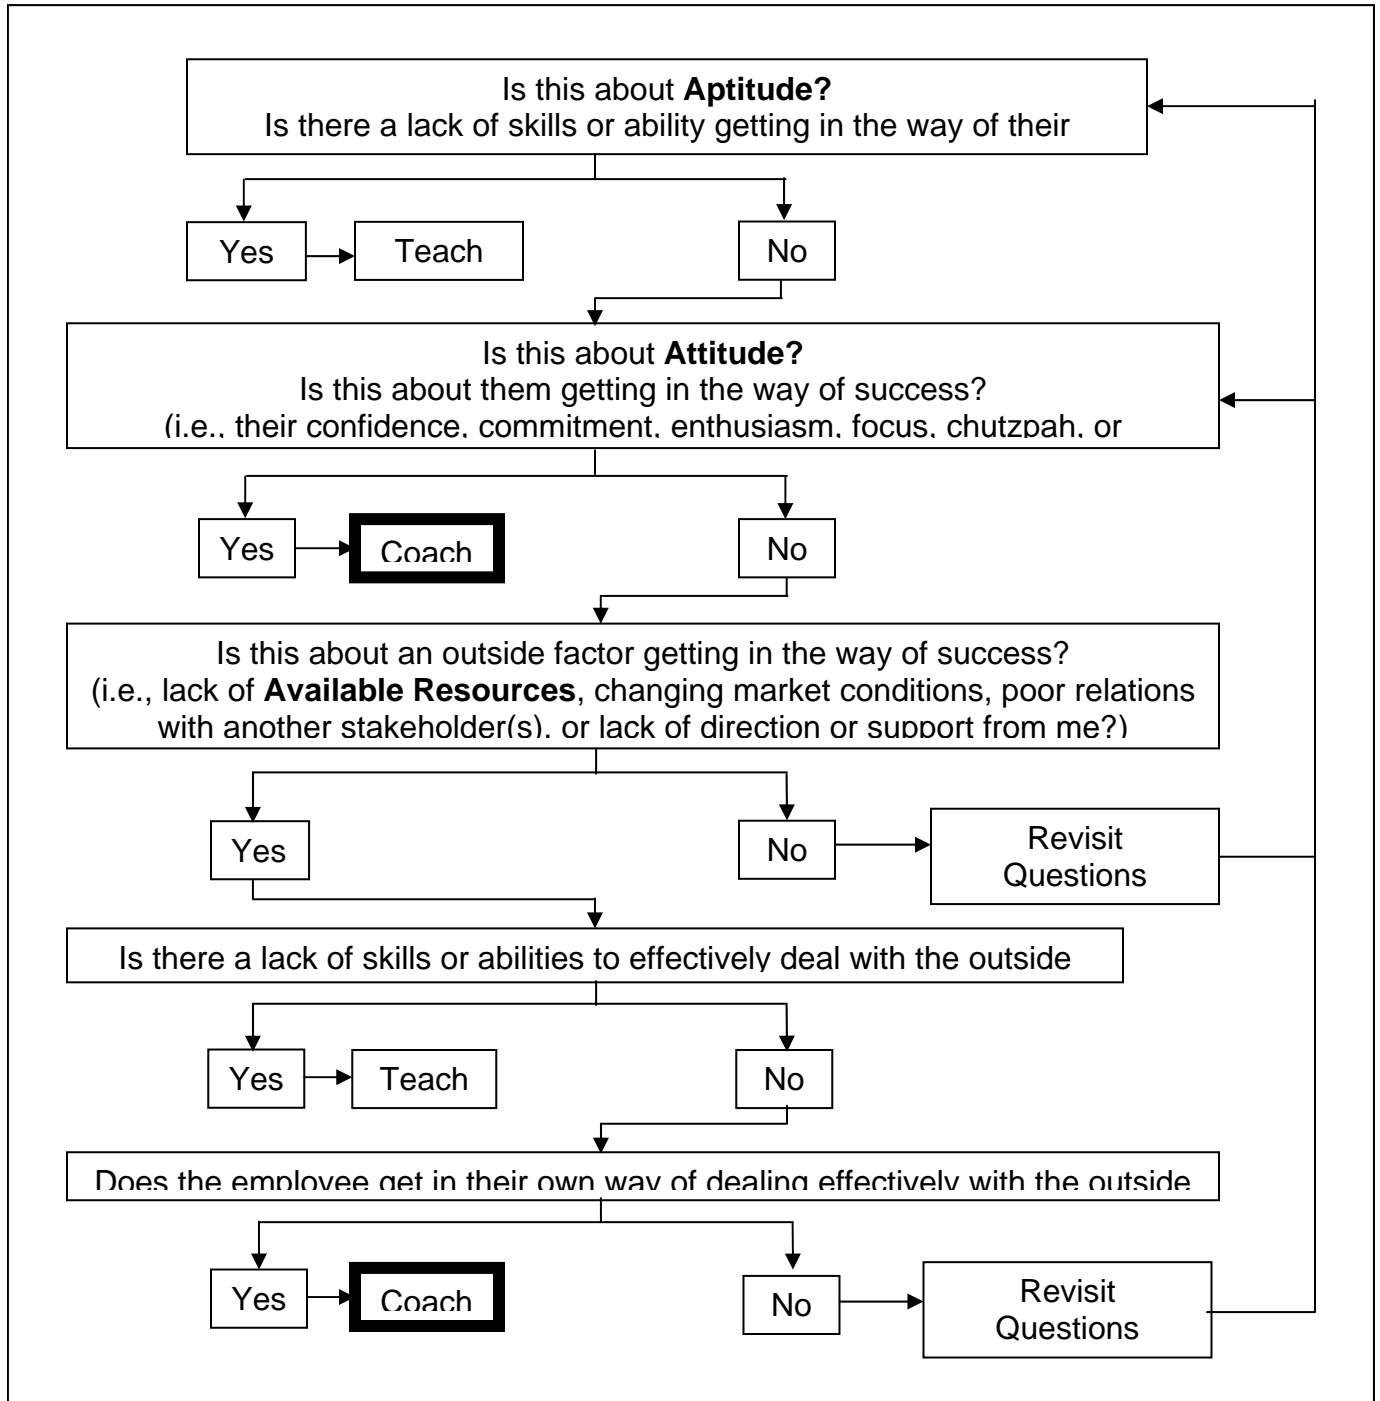 Is this about Aptitude?
Is there a lack of skills or ability getting in the way of their
Yes
Teach
No
Is this about Attitude?
Is this about them getting in the way of success?
(i.e., their confidence, commitment, enthusiasm, focus, chutzpah, or
Yes
Coach
No
Is this about an outside factor getting in the way of success?
(i.e., lack of Available Resources, changing market conditions, poor relations
with another stakeholder(s), or lack of direction or support from me?)
Yes
No
Revisit
Questions
Is there a lack of skills or abilities to effectively deal with the outside
Yes
Teach
No
Does the employee get in their own way of dealing effectively with the outside
Yes
Coach
No
Revisit
Questions